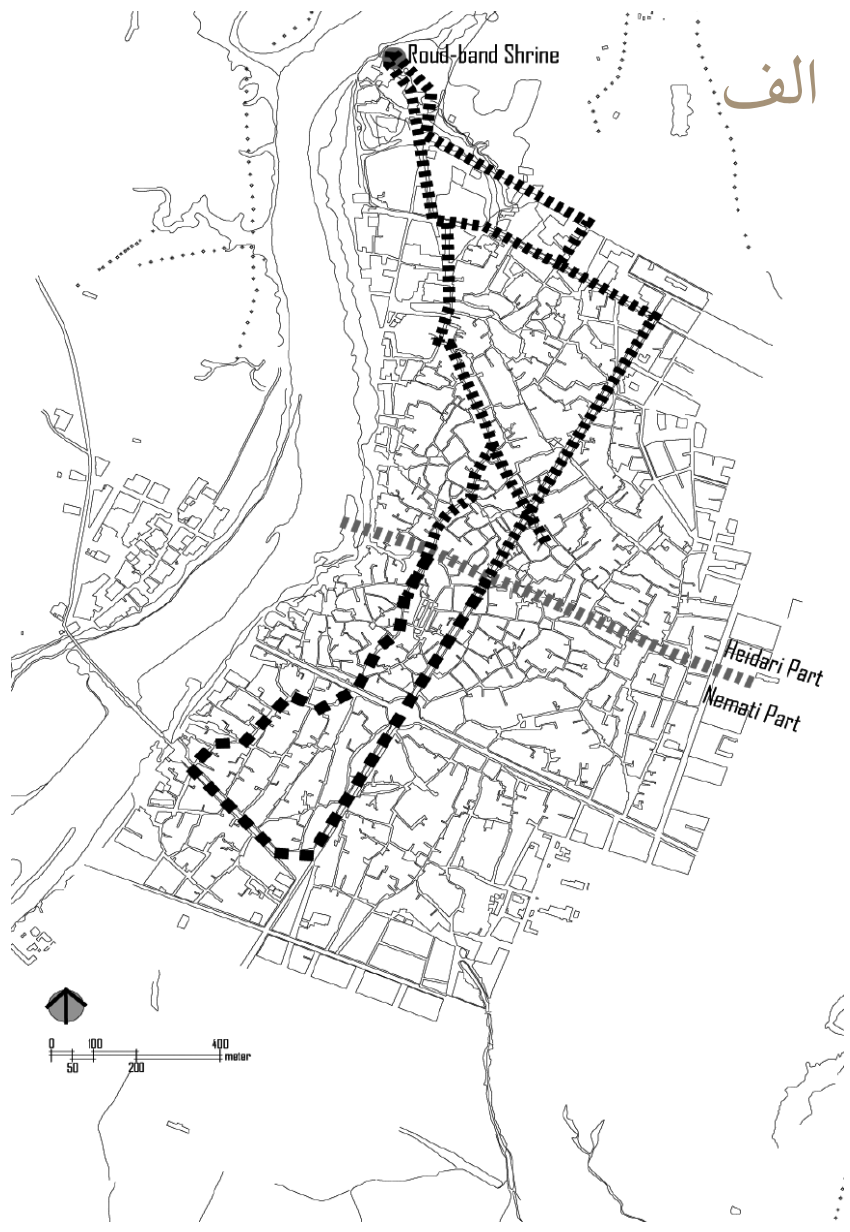 Roud-band Shrine
الف
Heidari Part
Nemati Part
0 100 400
meter
50 200